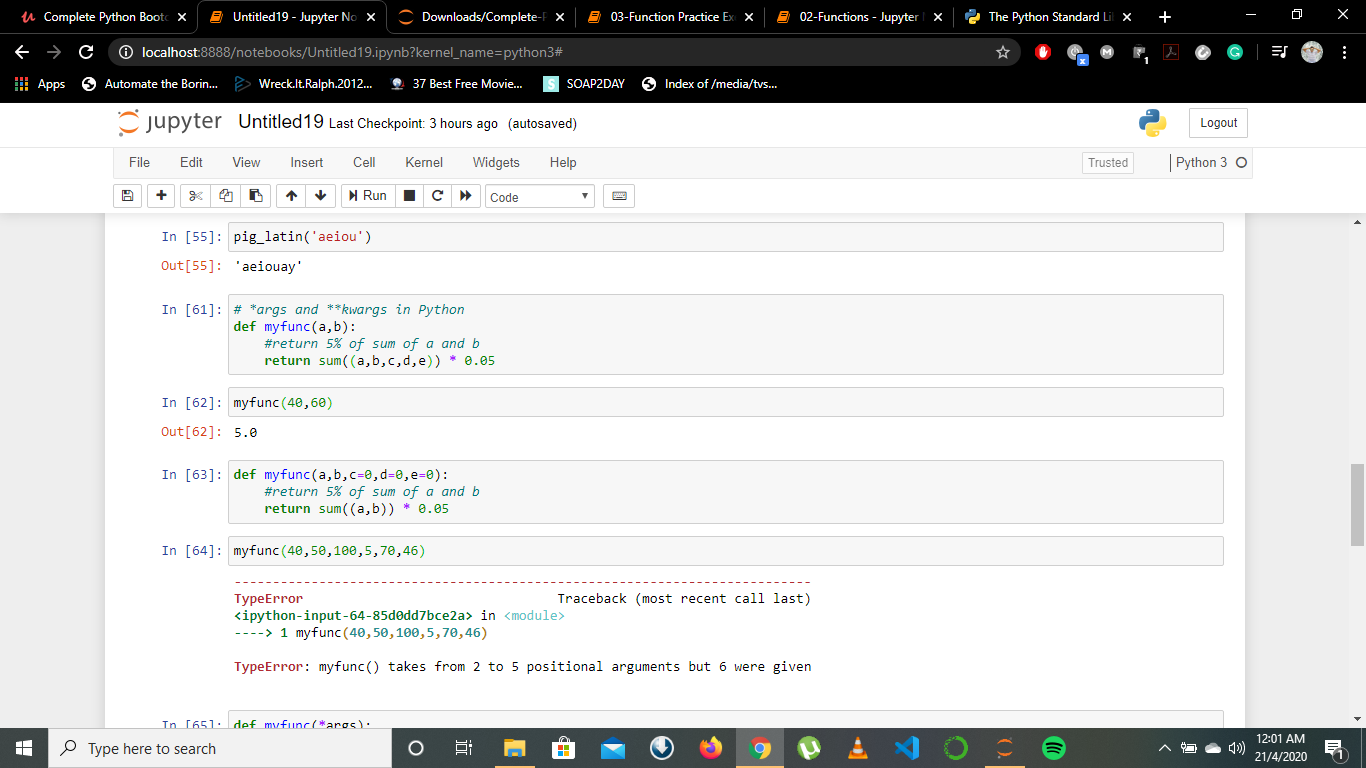 Complete Python Bootc
Untitled19 - Jupyter No
Downloads/Complete-P
03-Function Practice Exe
02-Functions - Jupyter
The Python Standard Li
localhost:8888/notebooks/Untitled19.ipynb?kernel_name=python3#
Apps
Automate the Borin...
Wreck.It.Ralph.2012...
37 Best Free Movie...
SOAP2DAY
Index of /media/tvs...
jupyter Untitled19 Last Checkpoint: 3 hours ago (autosaved)
Logout
File Edit View Insert Cell Kernel Widgets Help
Trusted
Python 3
Run
Code
In [55]: pig_latin('aeiou')
Out[55]: 'aeiouay'
In [61]: # *args and **kwargs in Python
def myfunc(a,b):
#return 5% of sum of a and b
return sum((a,b,c,d,e)) * 0.05
In [62]: myfunc(40,60)
Out[62]: 5.0
In [63]: def myfunc(a,b,c=0,d=0,e=0):
#return 5% of sum of a and b
return sum((a,b)) * 0.05
In [64]: myfunc(40,50,100,5,70,46)
---------------------------------------------------------------------------
TypeError Traceback (most recent call last)
<ipython-input-64-85d0dd7bce2a> in <module>
----> 1 myfunc(40,50,100,5,70,46)
TypeError: myfunc() takes from 2 to 5 positional arguments but 6 were given
In [65]: def myfunc(*args):
Type here to search
12:01 AM
21/4/2020
1